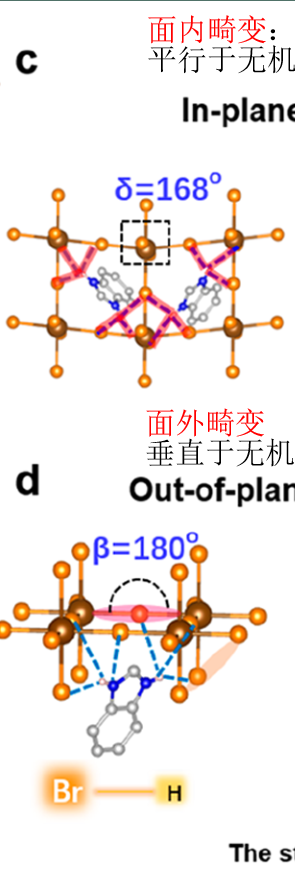 面内畸变：
c
平行于无机
In-plane
δ=168°
面外畸变
垂直于无机
d
Out-of-plan
β=180°
Br
H
The st